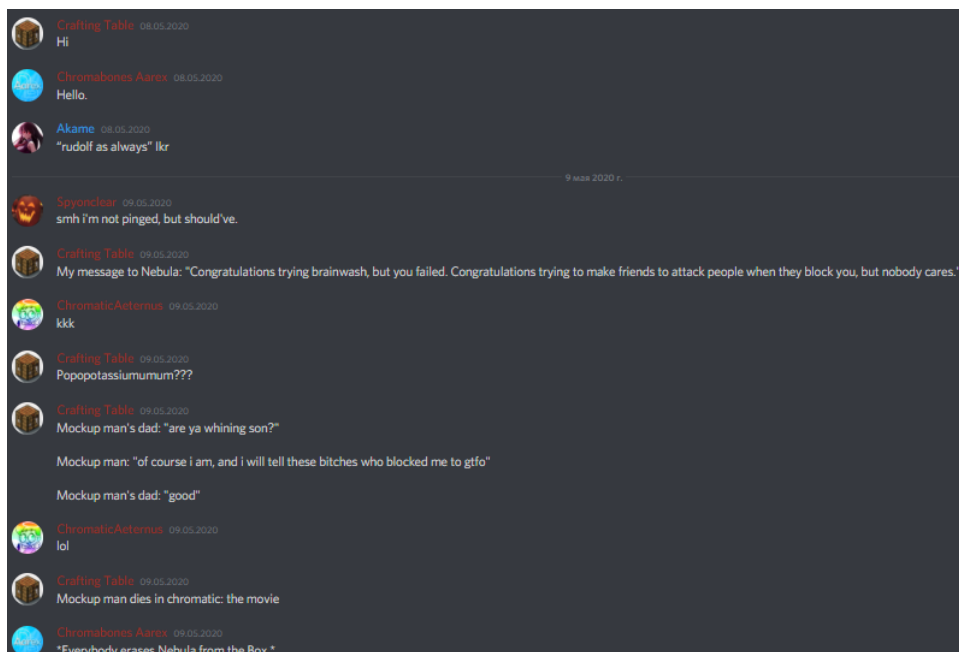 Crafting Table 08.05.2020
Hi
Chromabones Aarex 08.05.2020
Hello.
Akame 08.05.2020
"rudolf as always" Ikr
9 мая 2020 г.
Spyonclear 09.05.2020
smh i'm not pinged, but should've.
Crafting Table 09.05.2020
My message to Nebula: "Congratulations trying brainwash, but you failed. Congratulations trying to make friends to attack people when they block you, but nobody cares."
ChromaticAeternus 09.05.2020
kkk
Crafting Table 09.05.2020
Popopotassiumumum???
Crafting Table 09.05.2020
Mockup man's dad: "are ya whining son?"
Mockup man: "of course i am, and i will tell these bitches who blocked me to gtfo"
Mockup man's dad: "good"
ChromaticAeternus 09.05.2020
lol
Crafting Table 09.05.2020
Mockup man dies in chromatic: the movie
Chromabones Aarex 09.05.2020
*Everybody erases Nebula from the Box.*